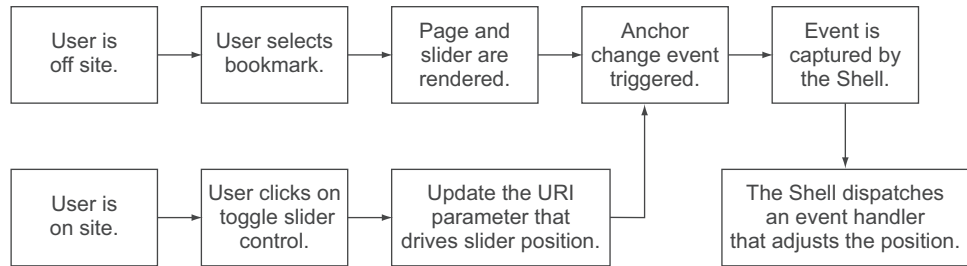 User is
off site.
User selects
bookmark.
Page and
slider are
rendered.
Anchor
change event
triggered.
Event is
captured by
the Shell.
User is
on site.
User clicks on
toggle slider
control.
Update the URI
parameter that
drives slider position.
The Shell dispatches
an event handler
that adjusts the position.